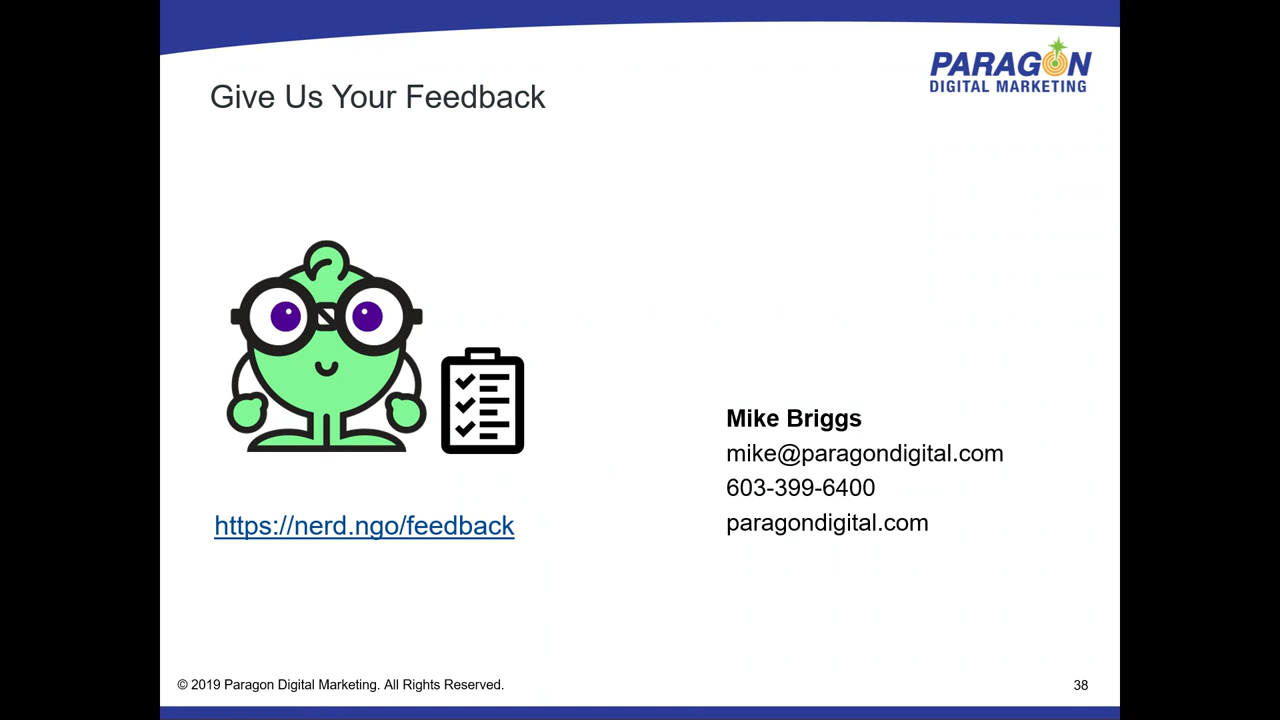 PARAGON
DIGITAL MARKETING
Give Us Your Feedback
Mike Briggs
mike@paragondigital.com
603-399-6400
paragondigital.com
https://nerd.ngo/feedback
© 2019 Paragon Digital Marketing. All Rights Reserved.
38